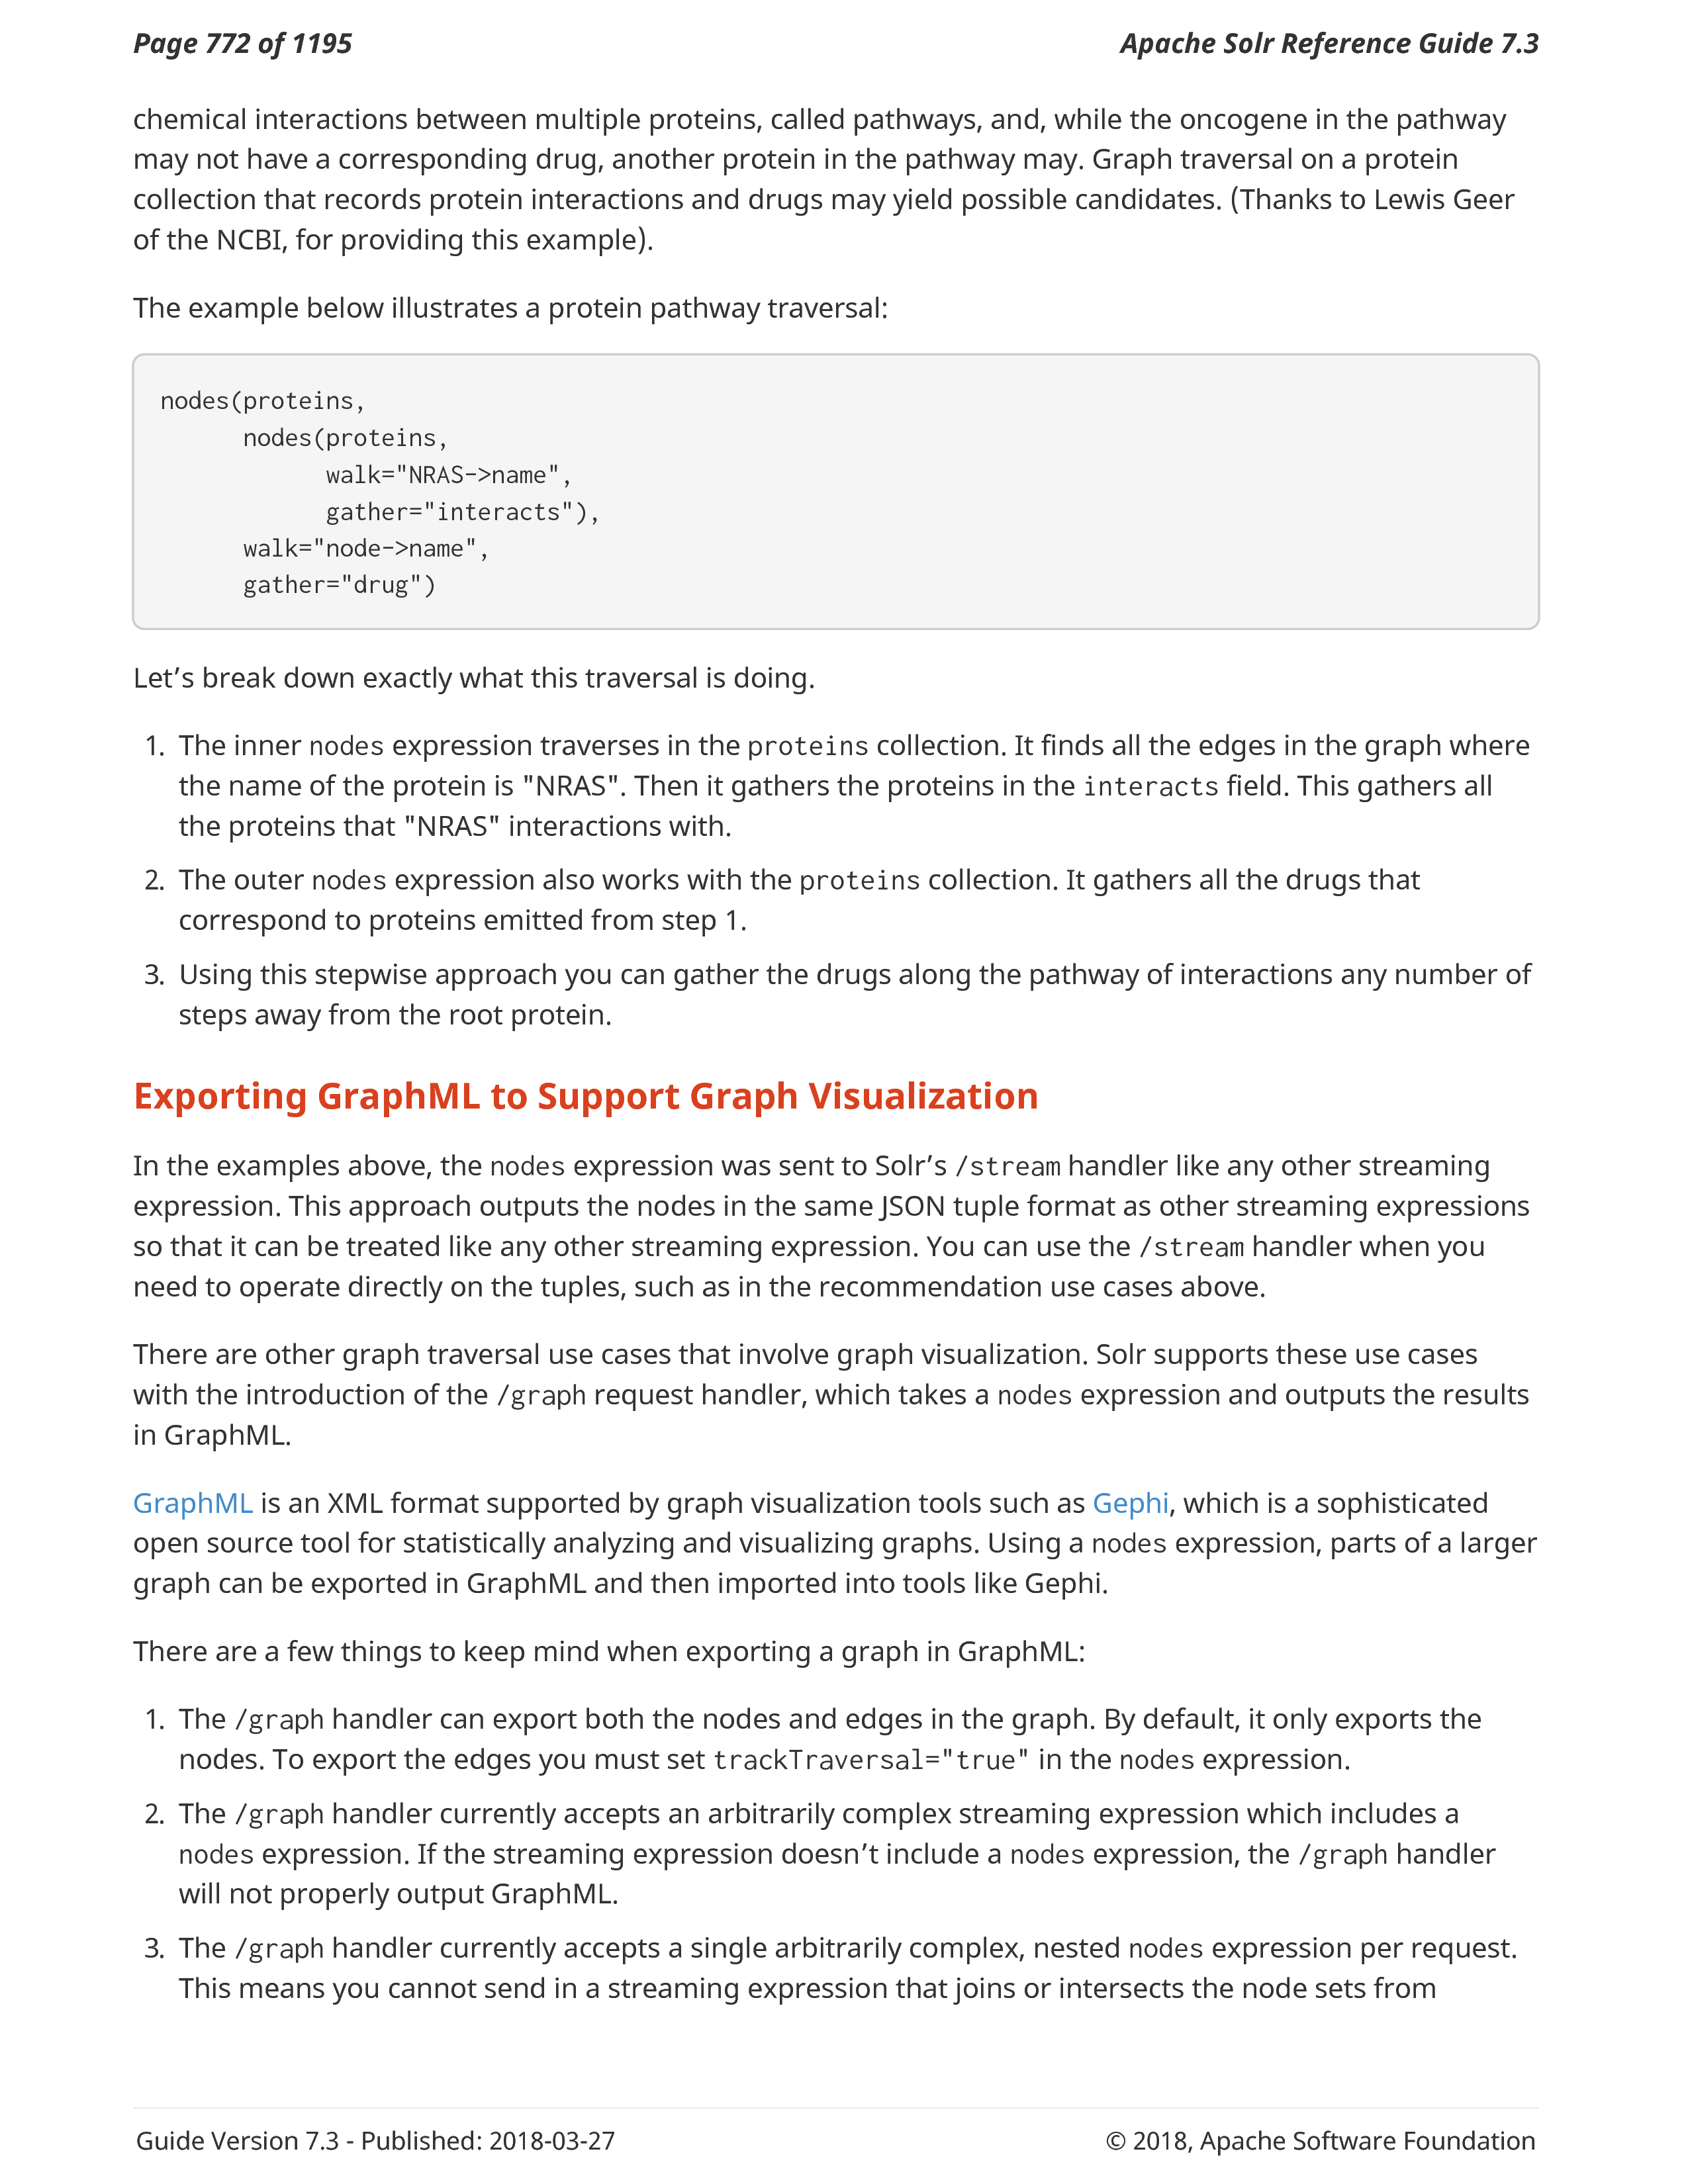 Page 772 of 1195
Apache Solr Reference Guide 7.3
chemical interactions between multiple proteins, called pathways, and, while the oncogene in the pathway
may not have a corresponding drug, another protein in the pathway may. Graph traversal on a protein
collection that records protein interactions and drugs may yield possible candidates. (Thanks to Lewis Geer
of the NCBI, for providing this example).
The example below illustrates a protein pathway traversal:
nodes(proteins,
      nodes(proteins,
            walk="NRAS->name",
            gather="interacts"),
      walk="node->name",
      gather="drug")
Let’s break down exactly what this traversal is doing.
1. The inner nodes expression traverses in the proteins collection. It finds all the edges in the graph where
the name of the protein is "NRAS". Then it gathers the proteins in the interacts field. This gathers all
the proteins that "NRAS" interactions with.
2. The outer nodes expression also works with the proteins collection. It gathers all the drugs that
correspond to proteins emitted from step 1.
3. Using this stepwise approach you can gather the drugs along the pathway of interactions any number of
steps away from the root protein.
Exporting GraphML to Support Graph Visualization
In the examples above, the nodes expression was sent to Solr’s /stream handler like any other streaming
expression. This approach outputs the nodes in the same JSON tuple format as other streaming expressions
so that it can be treated like any other streaming expression. You can use the /stream handler when you
need to operate directly on the tuples, such as in the recommendation use cases above.
There are other graph traversal use cases that involve graph visualization. Solr supports these use cases
with the introduction of the /graph request handler, which takes a nodes expression and outputs the results
in GraphML.
GraphML is an XML format supported by graph visualization tools such as Gephi, which is a sophisticated
open source tool for statistically analyzing and visualizing graphs. Using a nodes expression, parts of a larger
graph can be exported in GraphML and then imported into tools like Gephi.
There are a few things to keep mind when exporting a graph in GraphML:
1. The /graph handler can export both the nodes and edges in the graph. By default, it only exports the
nodes. To export the edges you must set trackTraversal="true" in the nodes expression.
2. The /graph handler currently accepts an arbitrarily complex streaming expression which includes a
nodes expression. If the streaming expression doesn’t include a nodes expression, the /graph handler
will not properly output GraphML.
3. The /graph handler currently accepts a single arbitrarily complex, nested nodes expression per request.
This means you cannot send in a streaming expression that joins or intersects the node sets from
Guide Version 7.3 - Published: 2018-03-27
© 2018, Apache Software Foundation